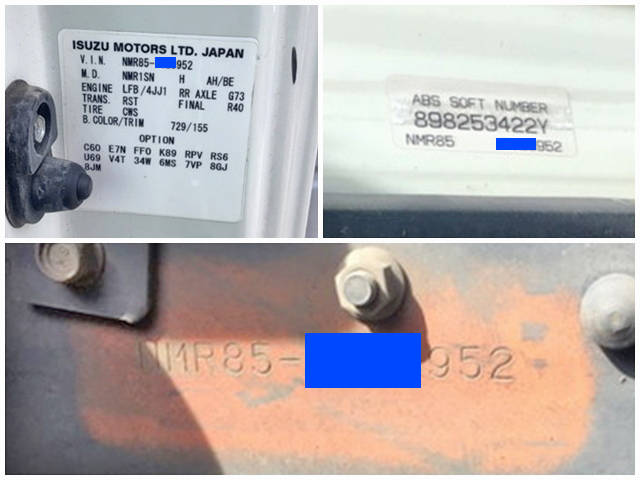 ISUZU MOTORS LTD. JAPAN
V.I.N. NMR85- 952
M.D. NMR1SN H AH/BE
ENGINE LFB/4JJ1 RR AXLE G73
TRANS. RST FINAL R40
TIRE CWS
B.COLOR/TRIM 729/155
OPTION
C60 E7N FFO K89 RPV RS6
U69 V4T 34W 6MS 7VP 8GJ
8JM
ABS SOFT NUMBER
898253422Y
NMR85 952
NMR85- 952